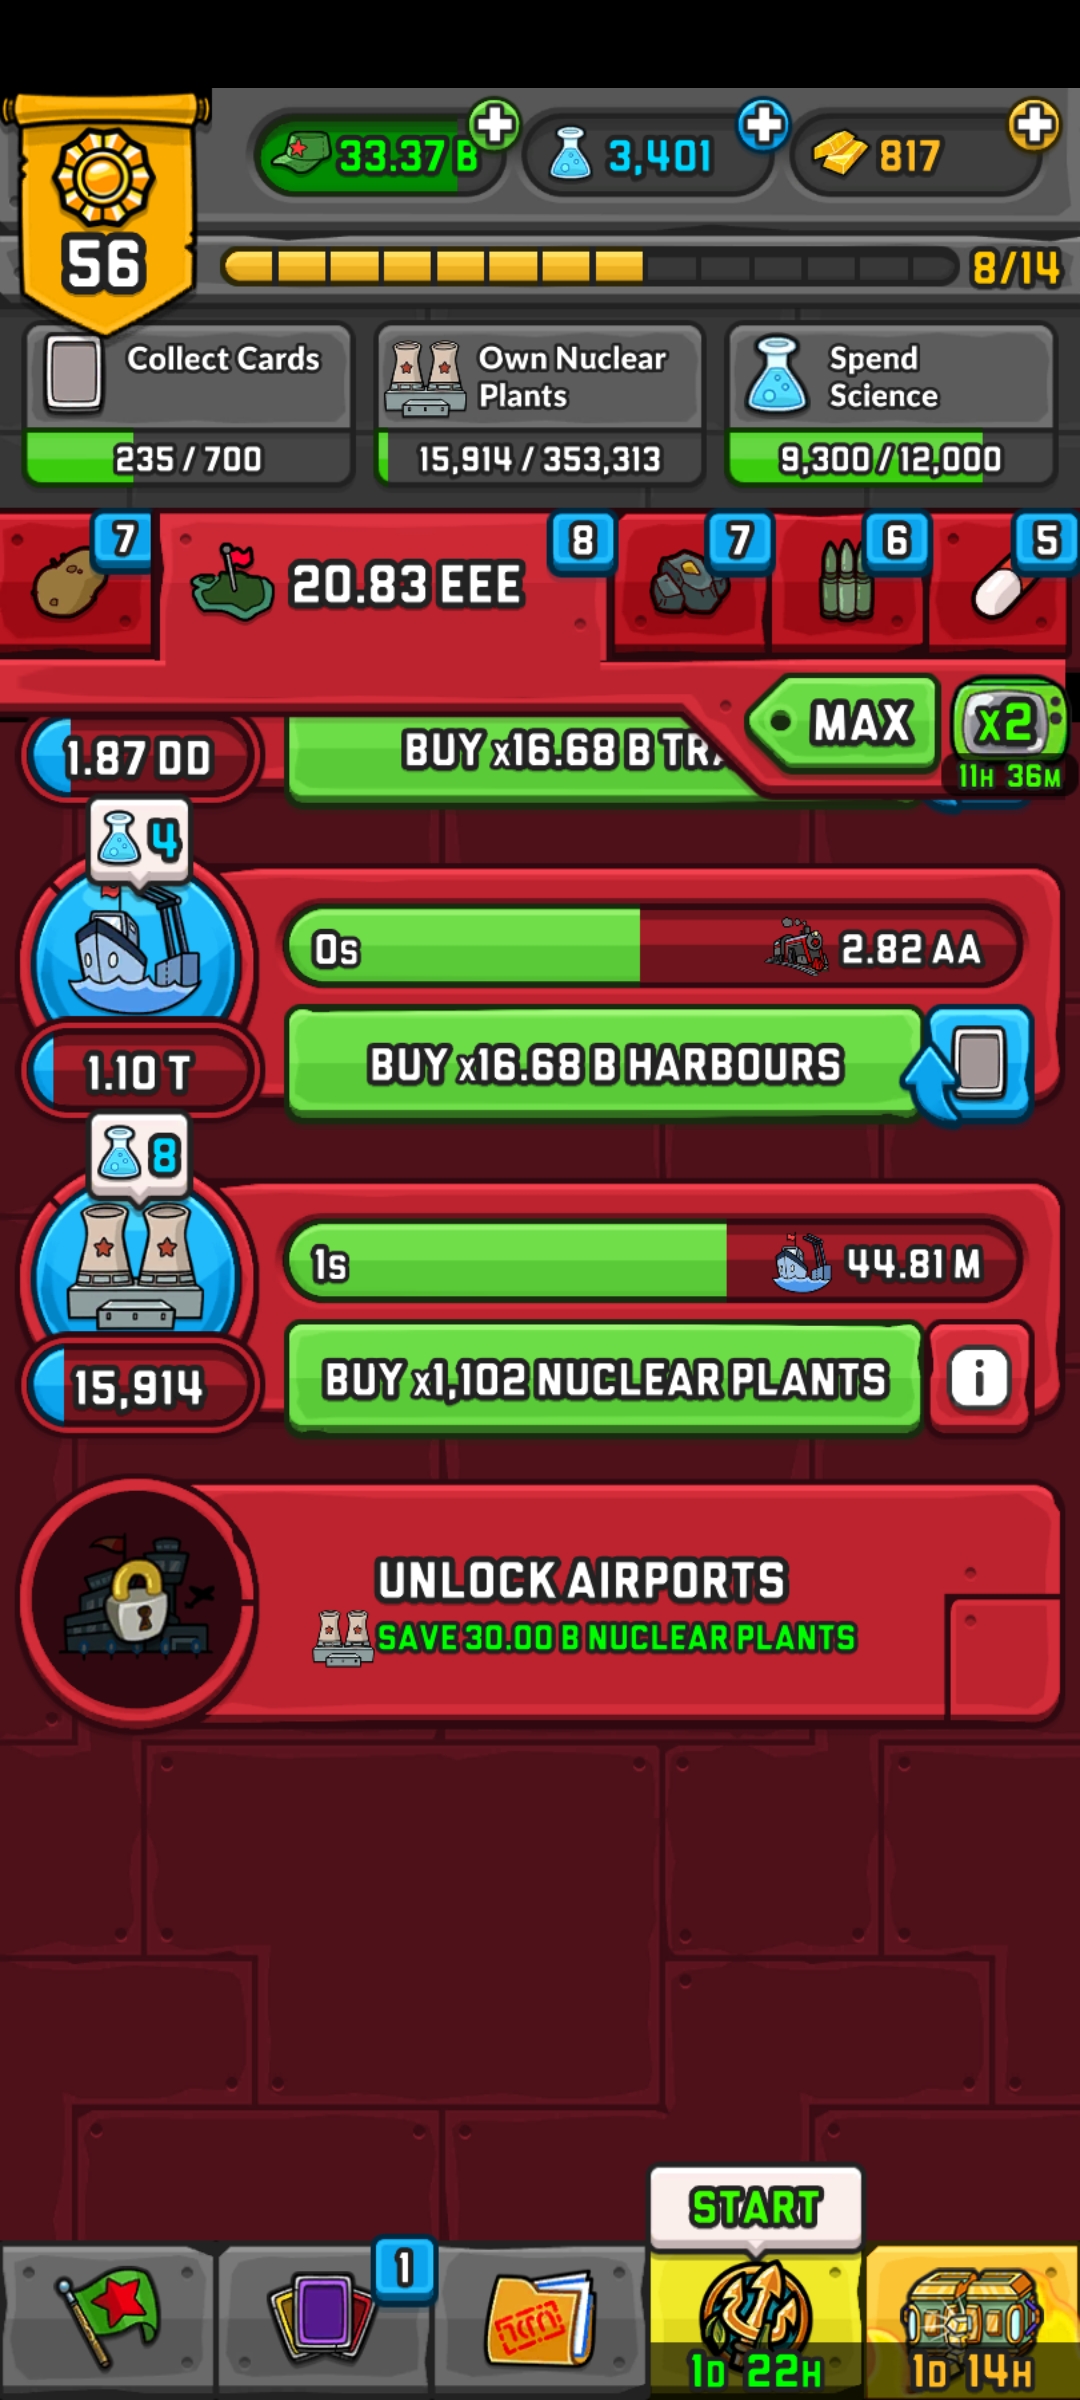 33.37 B
3,401
817
56
8/14
Collect Cards
235 / 700
Own Nuclear
Plants
15,914 / 353,313
Spend
Science
9,300 / 12,000
7
20.83 EEE
8
7
6
5
MAX
x2
11H 36M
1.87 DD
BUY x16.68 B
4
0s
2.82 AA
1.10 T
BUY x16.68 B HARBOURS
8
1s
44.81 M
15,914
BUY x1,102 NUCLEAR PLANTS
i
UNLOCK AIRPORTS
SAVE 30.00 B NUCLEAR PLANTS
START
1
1D 22H
1D 14H